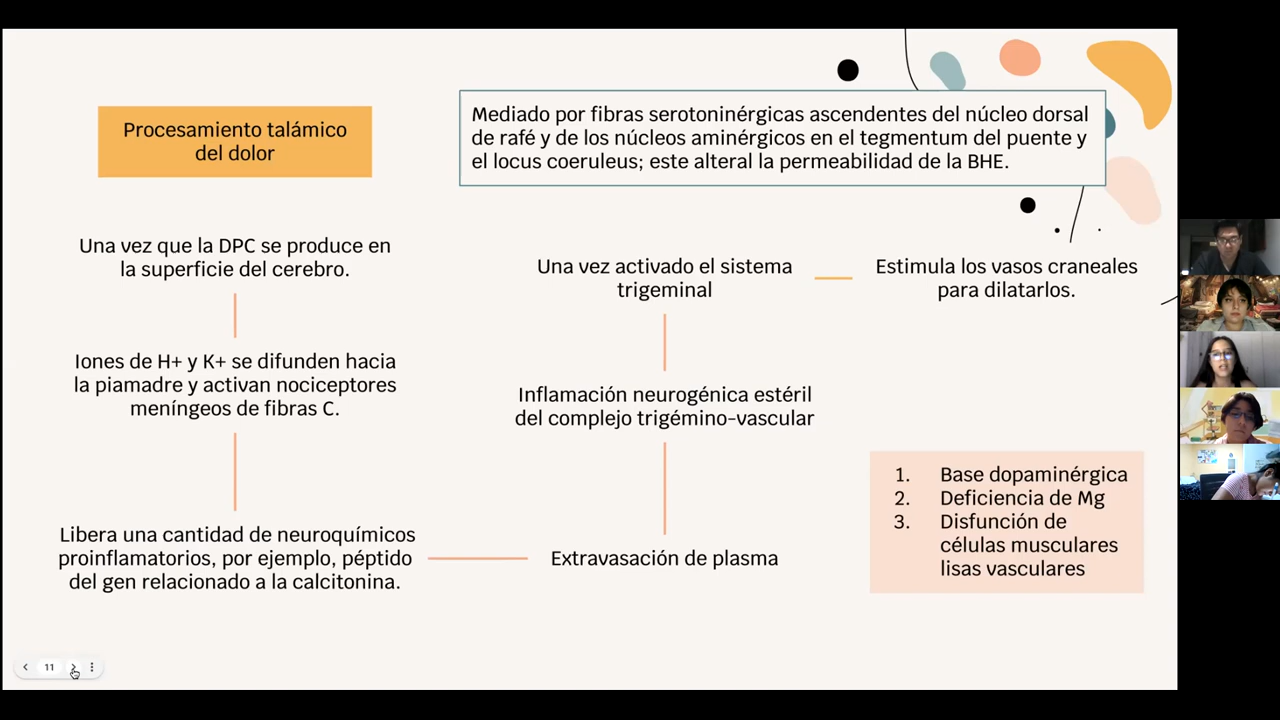 Procesamiento talámico
del dolor
Mediado por fibras serotoninérgicas ascendentes del núcleo dorsal
de rafé y de los núcleos aminérgicos en el tegmentum del puente y
el locus coeruleus; este alteral la permeabilidad de la BHE.
Una vez que la DPC se produce en
la superficie del cerebro.
Iones de H+ y K+ se difunden hacia
la piamadre y activan nociceptores
meníngeos de fibras C.
Libera una cantidad de neuroquímicos
proinflamatorios, por ejemplo, péptido
del gen relacionado a la calcitonina.
Una vez activado el sistema
trigeminal
Inflamación neurogénica estéril
del complejo trigémino-vascular
Extravasación de plasma
Estimula los vasos craneales
para dilatarlos.
1. Base dopaminérgica
2. Deficiencia de Mg
3. Disfunción de
células musculares
lisas vasculares
11